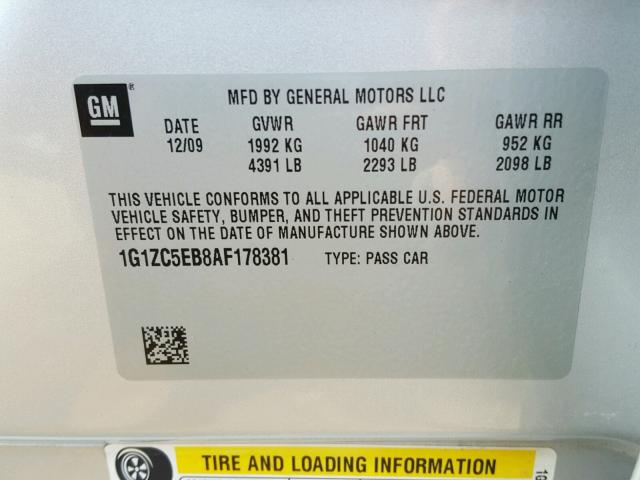 GM ®
MFD BY GENERAL MOTORS LLC
DATE GVWR GAWR FRT GAWR RR
12/09 1992 KG 1040 KG 952 KG
4391 LB 2293 LB 2098 LB
THIS VEHICLE CONFORMS TO ALL APPLICABLE U.S. FEDERAL MOTOR
VEHICLE SAFETY, BUMPER, AND THEFT PREVENTION STANDARDS IN
EFFECT ON THE DATE OF MANUFACTURE SHOWN ABOVE.
1G1ZC5EB8AF178381 TYPE: PASS CAR
TIRE AND LOADING INFORMATION
1G